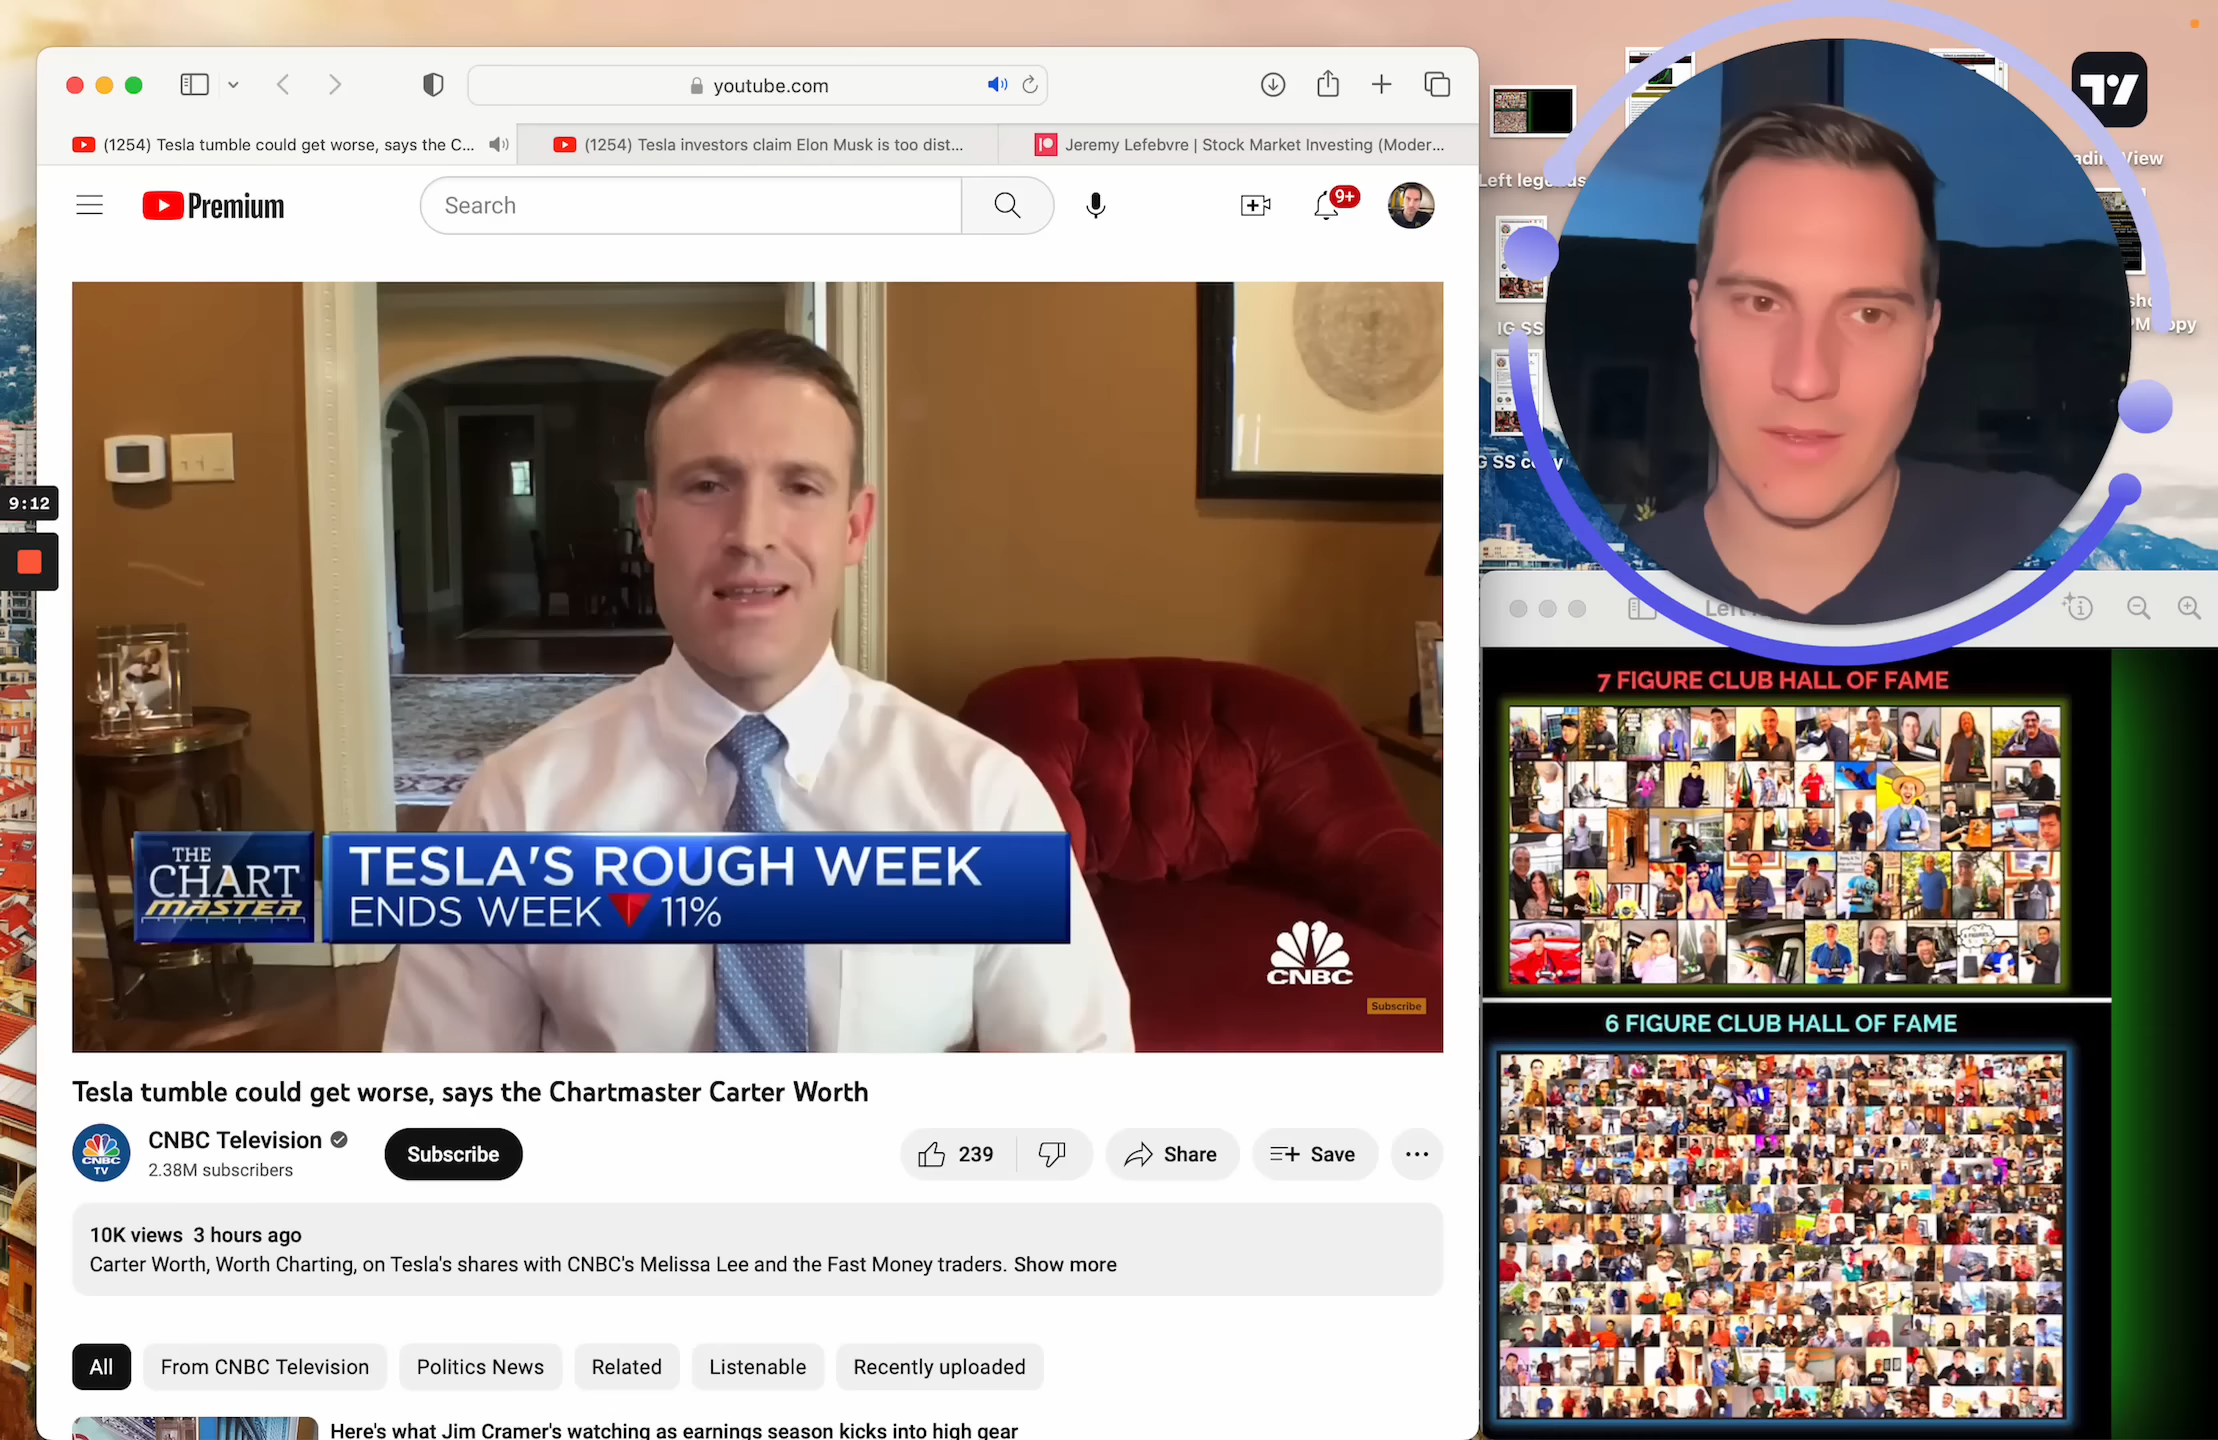 youtube.com
(1254) Tesla tumble could get worse, says the C...
(1254) Tesla investors claim Elon Musk is too dist...
Jeremy Lefebvre | Stock Market Investing (Moder...
Premium
Search
9+
9:12
THE
CHART
MASTER
TESLA'S ROUGH WEEK
ENDS WEEK ▼ 11%
CNBC
Subscribe
Tesla tumble could get worse, says the Chartmaster Carter Worth
CNBC
TV
CNBC Television
2.38M subscribers
Subscribe
239
Share
Save
10K views 3 hours ago
Carter Worth, Worth Charting, on Tesla's shares with CNBC's Melissa Lee and the Fast Money traders. Show more
All
From CNBC Television
Politics News
Related
Listenable
Recently uploaded
Here's what Jim Cramer's watching as earnings season kicks into high gear
Left
IG SS
7 FIGURE CLUB HALL OF FAME
6 FIGURE CLUB HALL OF FAME